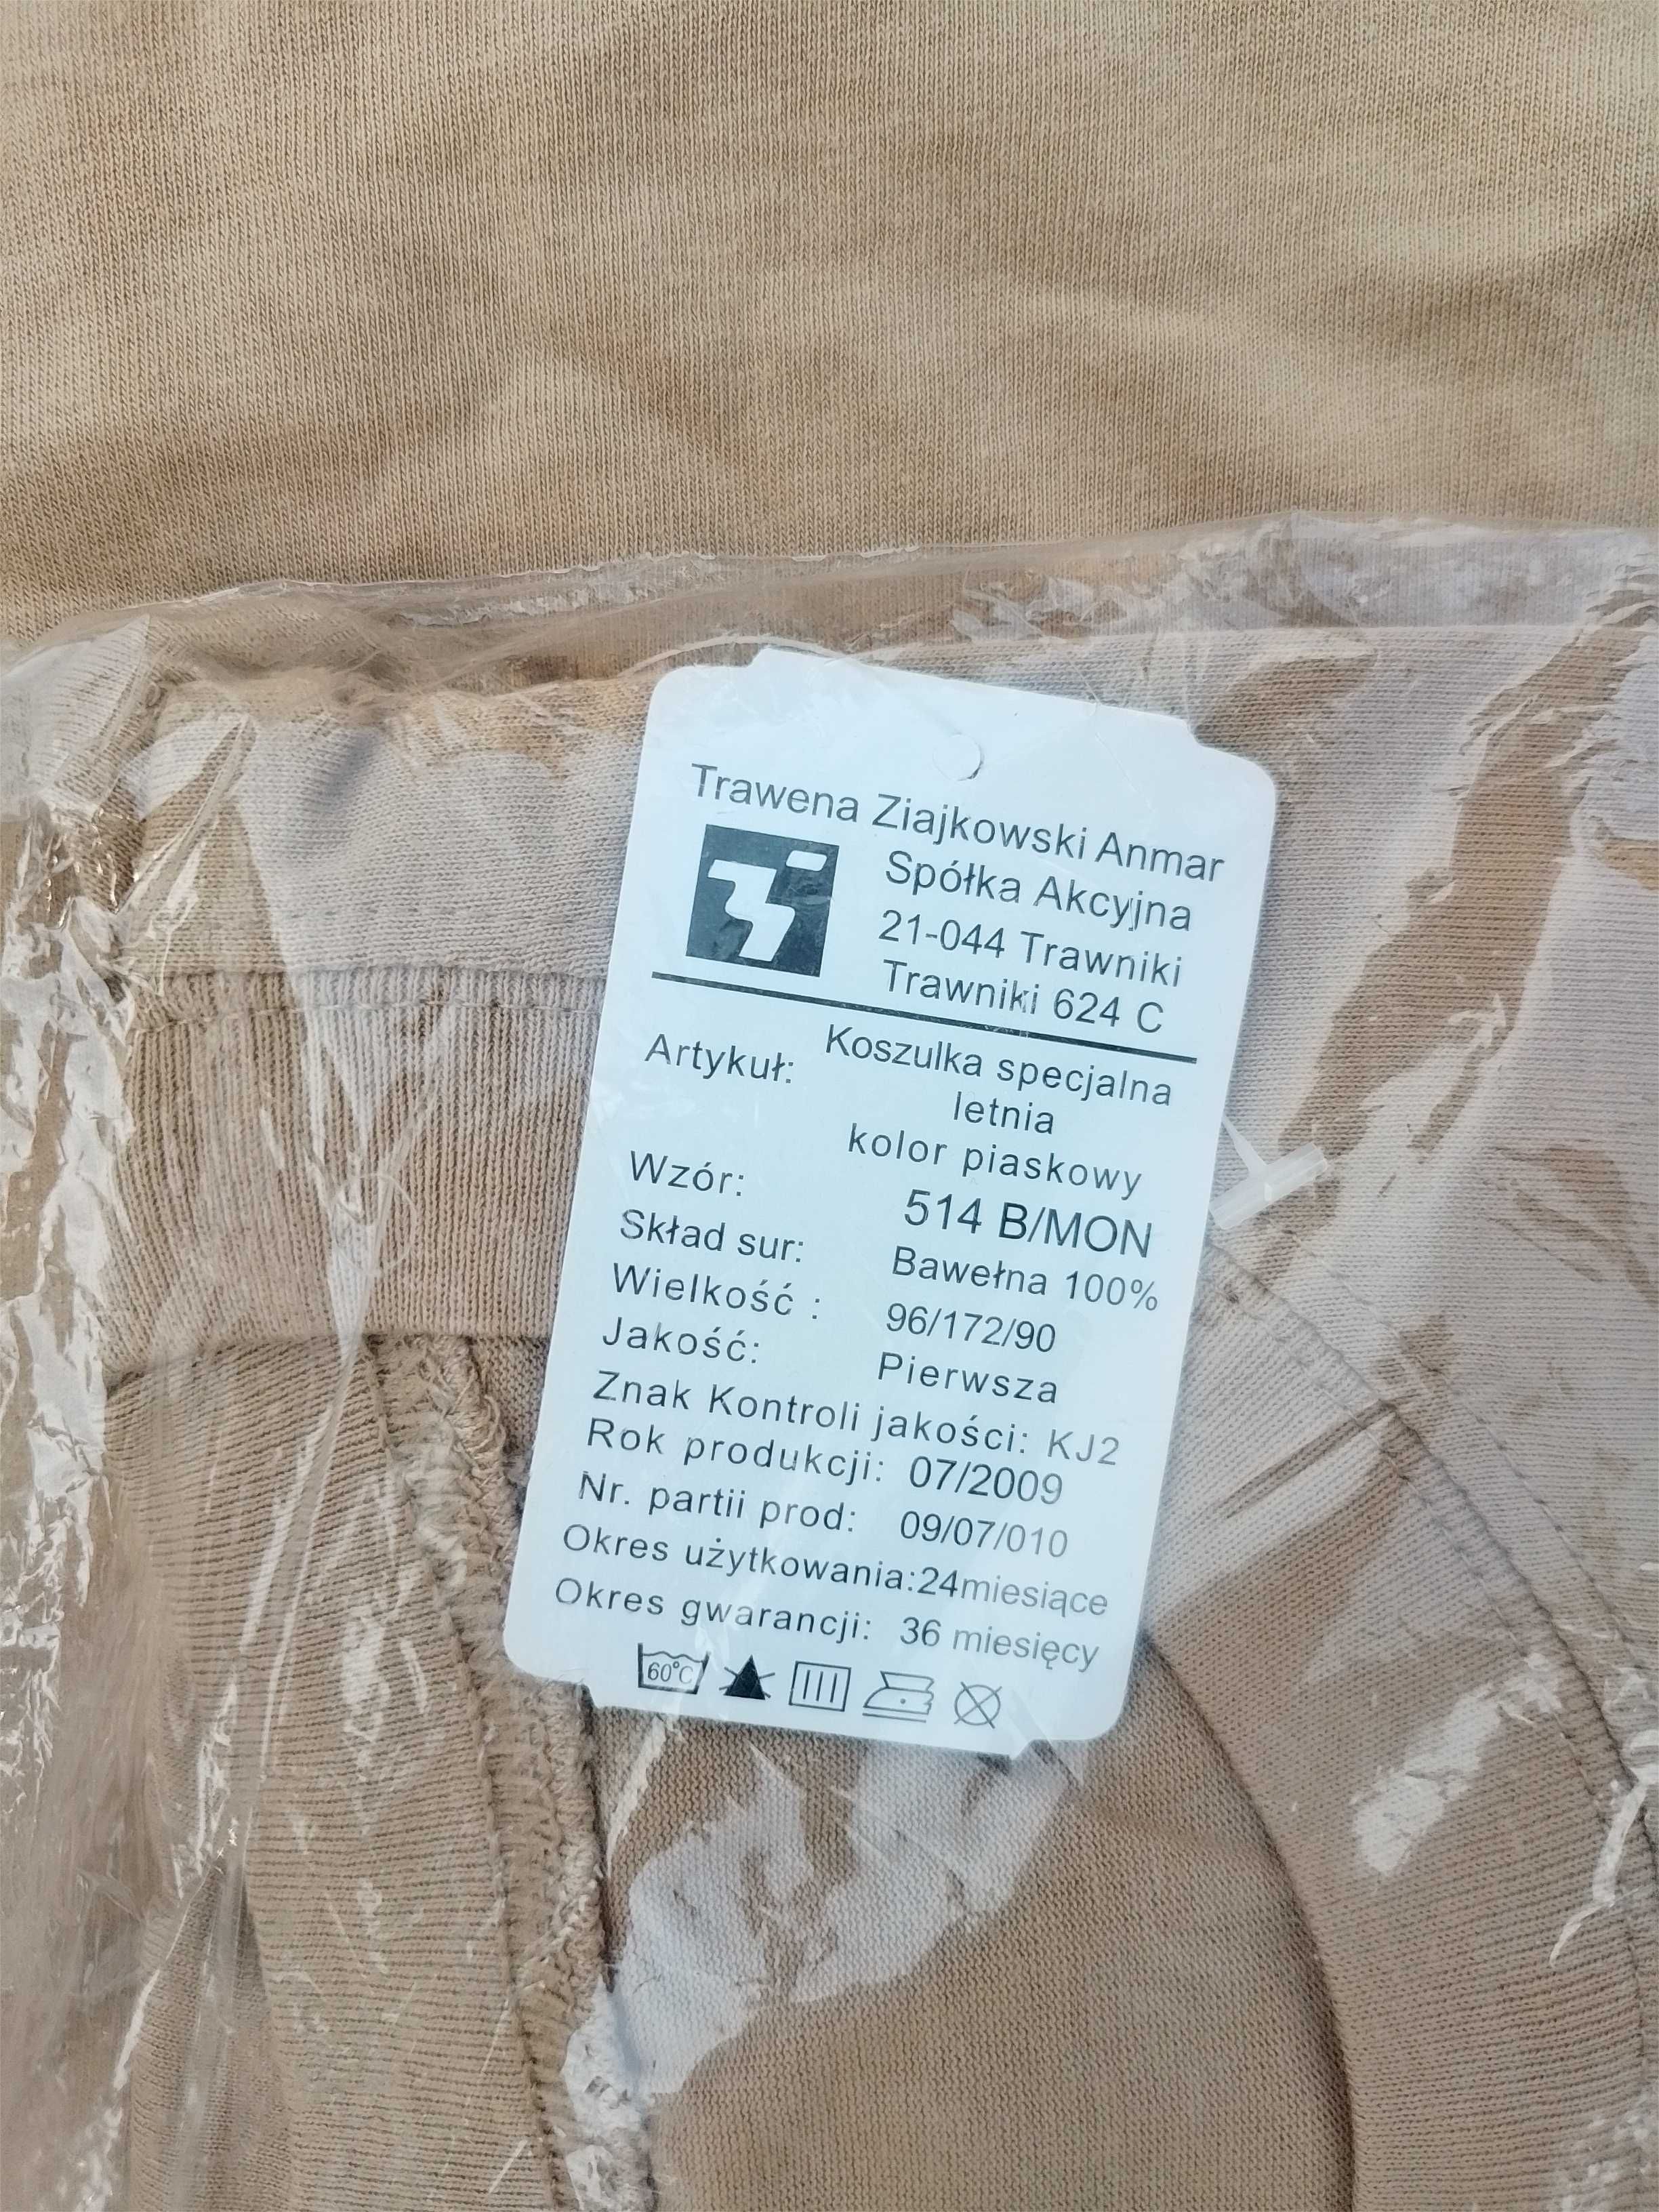 Trawena Ziajkowski Anmar
Spółka Akcyjna
21-044 Trawniki
Trawniki 624 C
Artykuł: Koszulka specjalna
letnia
kolor piaskowy
Wzór: 514 B/MON
Skład sur: Bawełna 100%
Wielkość : 96/172/90
Jakość: Pierwsza
Znak Kontroli jakości: KJ2
Rok produkcji: 07/2009
Nr. partii prod: 09/07/010
Okres użytkowania:24miesiące
Okres gwarancji: 36 miesięcy
60°C